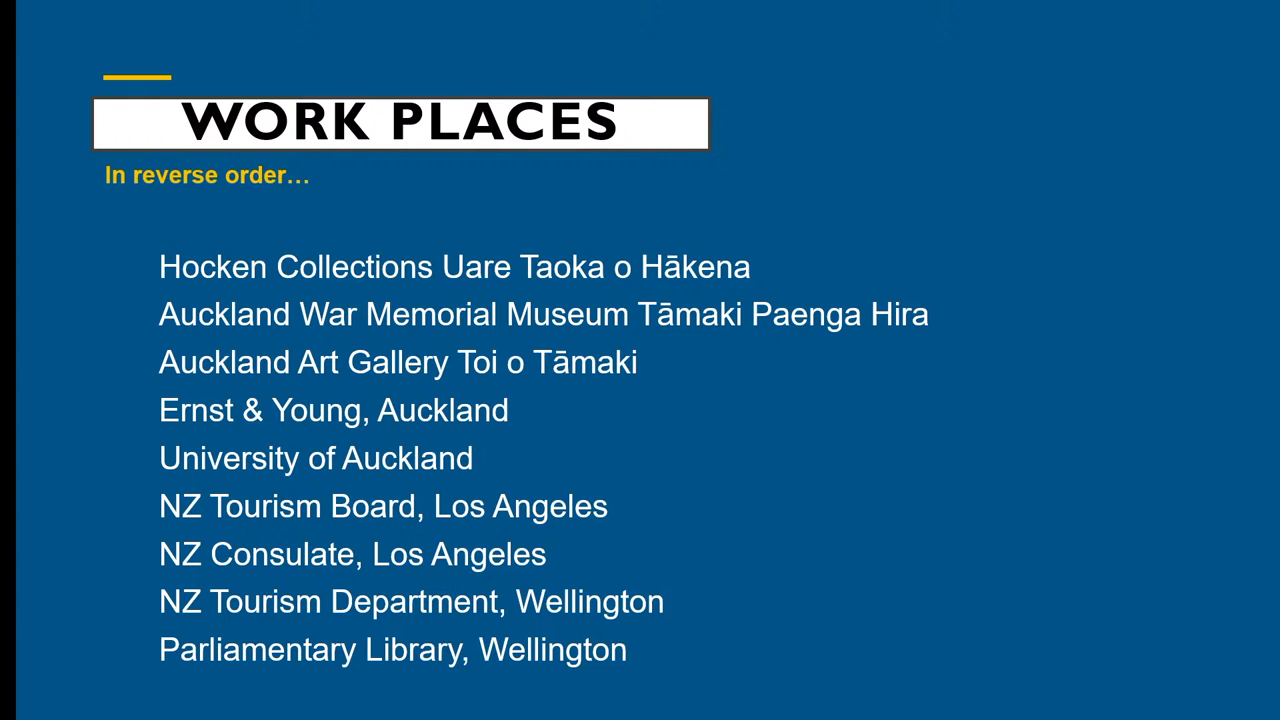 WORK PLACES
In reverse order…
Hocken Collections Uare Taoka o Hākena
Auckland War Memorial Museum Tāmaki Paenga Hira
Auckland Art Gallery Toi o Tāmaki
Ernst & Young, Auckland
University of Auckland
NZ Tourism Board, Los Angeles
NZ Consulate, Los Angeles
NZ Tourism Department, Wellington
Parliamentary Library, Wellington